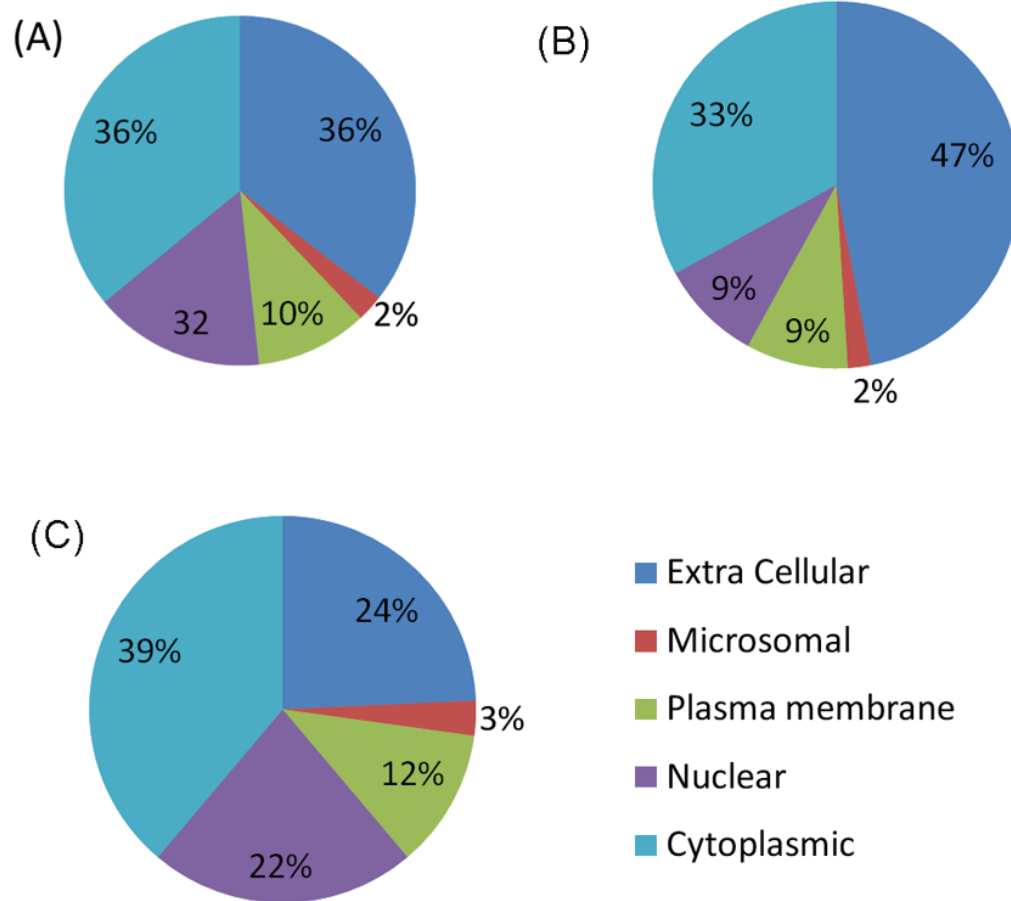 (A)
36%
36%
32
10%
2%
(B)
33%
47%
9%
9%
2%
(C)
24%
39%
3%
12%
22%
Extra Cellular
Microsomal
Plasma membrane
Nuclear
Cytoplasmic